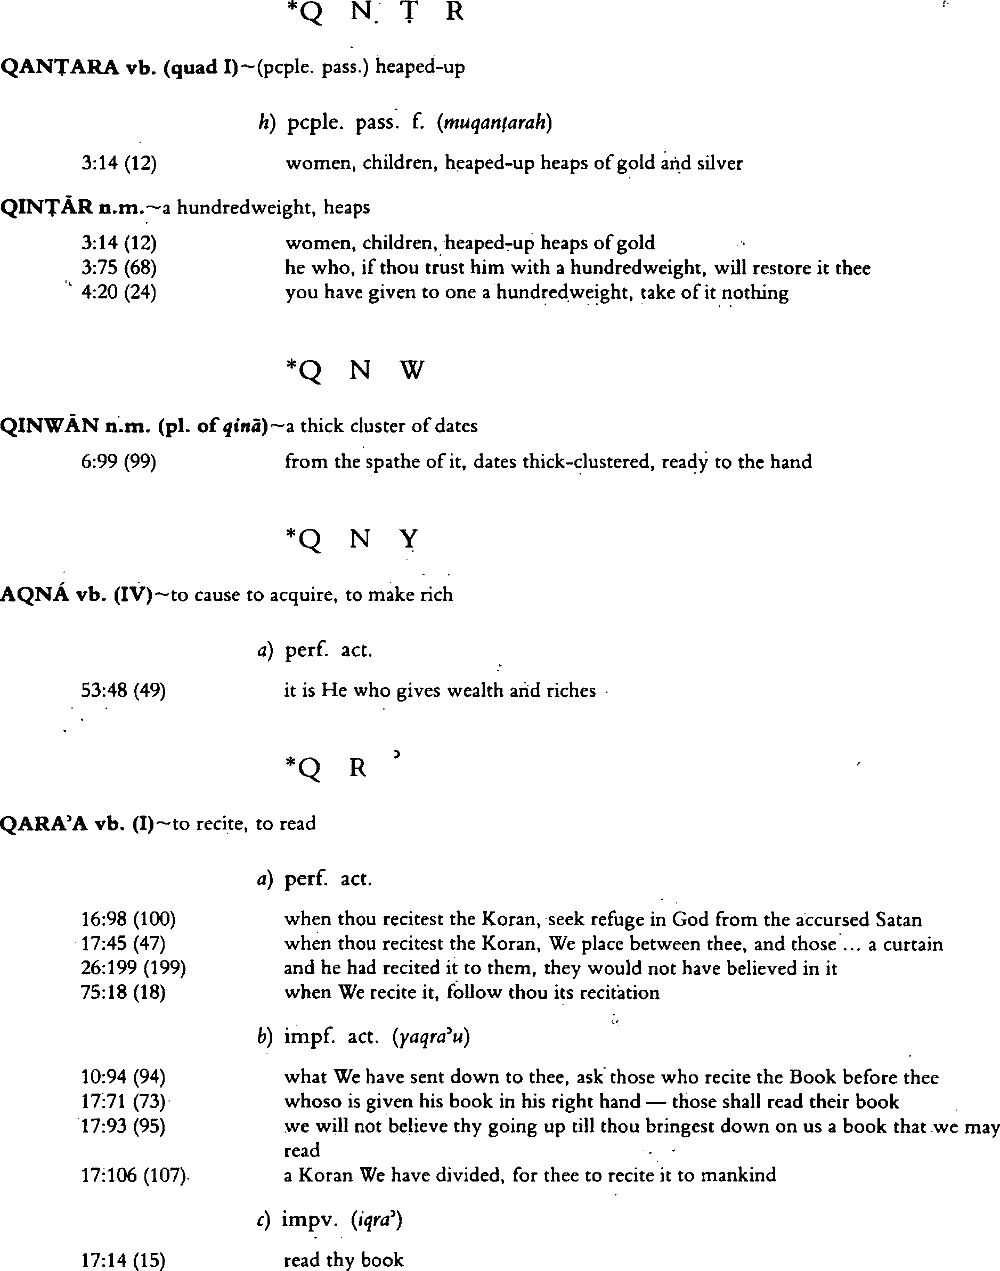 *Q N Ṭ R
QANṬARA vb. (quad I)~(pcple. pass.) heaped-up
h) pcple. pass. f. (muqanṭarah)
3:14 (12) women, children, heaped-up heaps of gold and silver
QINṬĀR n.m.~a hundredweight, heaps
3:14 (12) women, children, heaped-up heaps of gold
3:75 (68) he who, if thou trust him with a hundredweight, will restore it thee
4:20 (24) you have given to one a hundredweight, take of it nothing
*Q N W
QINWĀN n.m. (pl. of qinā)~a thick cluster of dates
6:99 (99) from the spathe of it, dates thick-clustered, ready to the hand
*Q N Y
AQNÁ vb. (IV)~to cause to acquire, to make rich
a) perf. act.
53:48 (49) it is He who gives wealth and riches
*Q R ʾ
QARAʾA vb. (I)~to recite, to read
a) perf. act.
16:98 (100) when thou recitest the Koran, seek refuge in God from the accursed Satan
17:45 (47) when thou recitest the Koran, We place between thee, and those ... a curtain
26:199 (199) and he had recited it to them, they would not have believed in it
75:18 (18) when We recite it, follow thou its recitation
b) impf. act. (yaqraʾu)
10:94 (94) what We have sent down to thee, ask those who recite the Book before thee
17:71 (73) whoso is given his book in his right hand — those shall read their book
17:93 (95) we will not believe thy going up till thou bringest down on us a book that we may
read
17:106 (107) a Koran We have divided, for thee to recite it to mankind
c) impv. (iqraʾ)
17:14 (15) read thy book